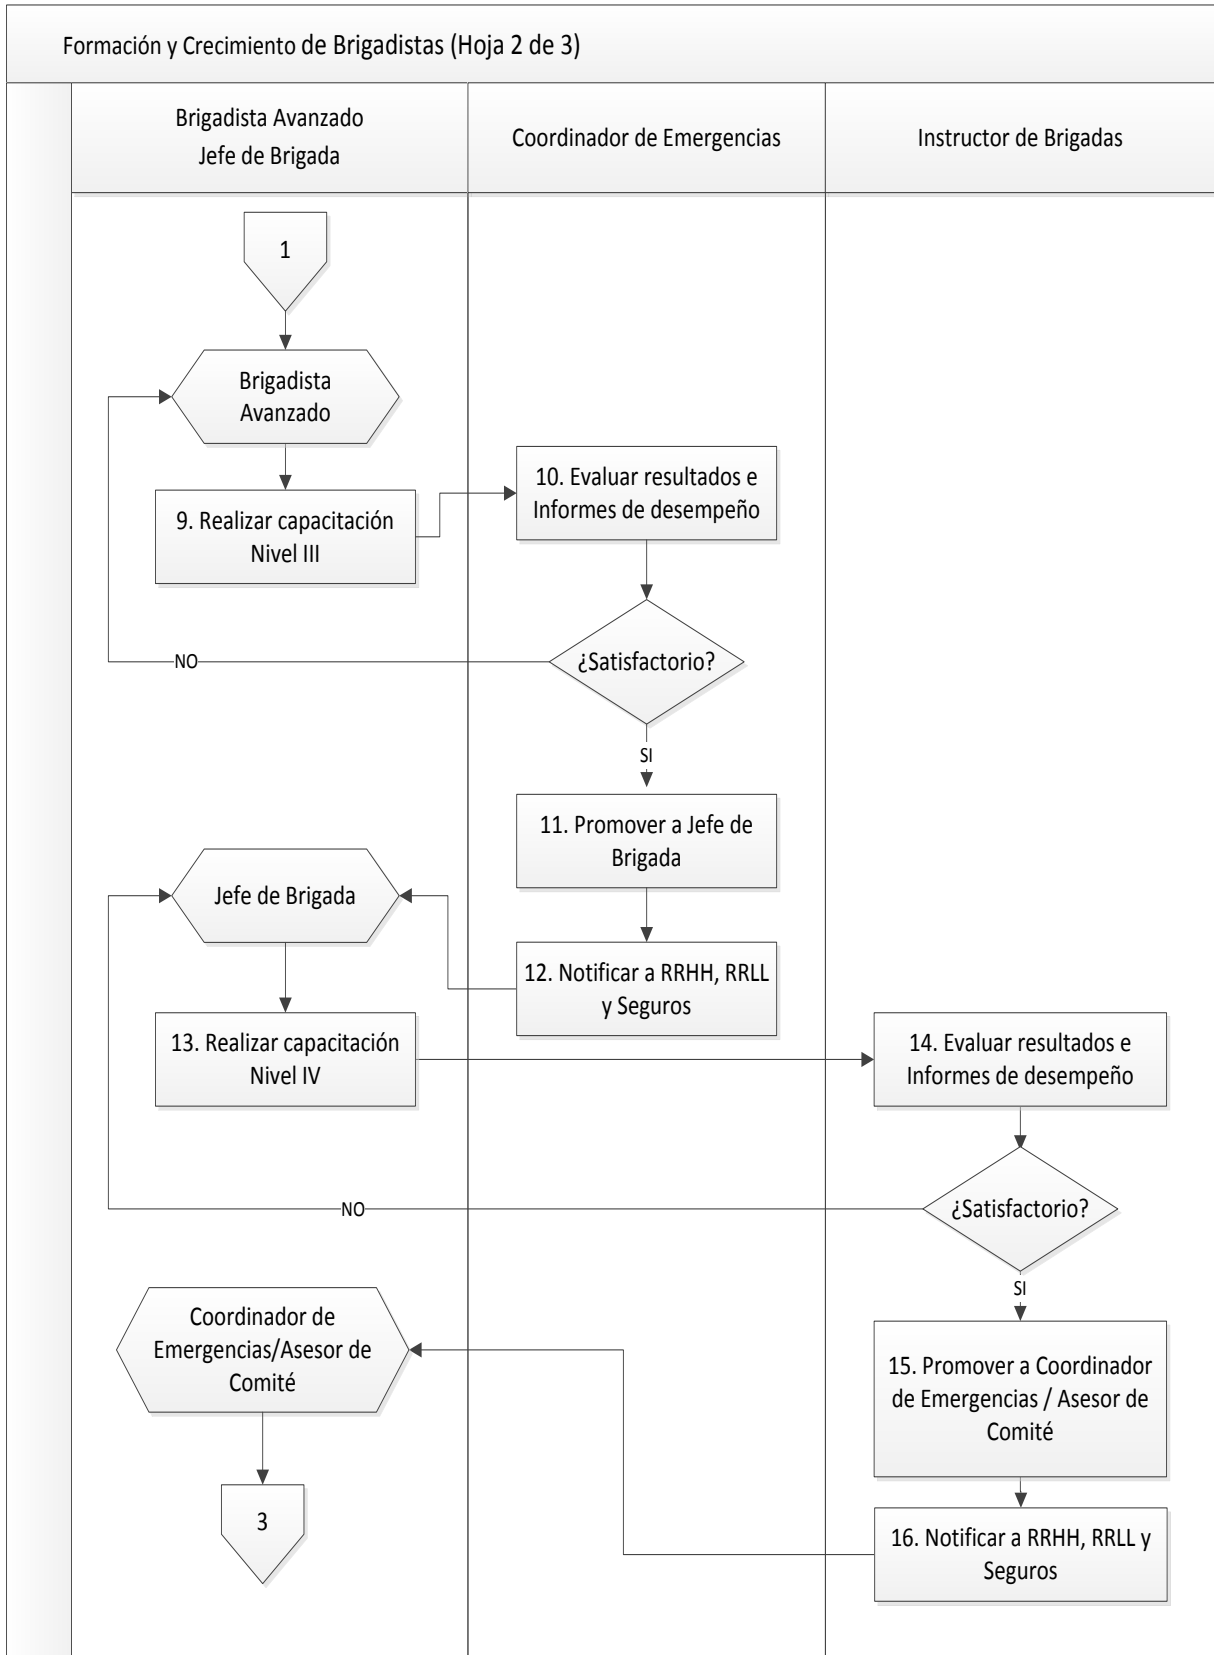 Formación y Crecimiento de Brigadistas (Hoja 2 de 3)
Brigadista Avanzado
Jefe de Brigada
Coordinador de Emergencias
Instructor de Brigadas
1
Brigadista
Avanzado
9. Realizar capacitación
Nivel III
10. Evaluar resultados e
Informes de desempeño
¿Satisfactorio?
NO
SI
11. Promover a Jefe de
Brigada
12. Notificar a RRHH, RRLL
y Seguros
Jefe de Brigada
13. Realizar capacitación
Nivel IV
14. Evaluar resultados e
Informes de desempeño
¿Satisfactorio?
NO
SI
15. Promover a Coordinador
de Emergencias / Asesor de
Comité
16. Notificar a RRHH, RRLL y
Seguros
Coordinador de
Emergencias/Asesor de
Comité
3